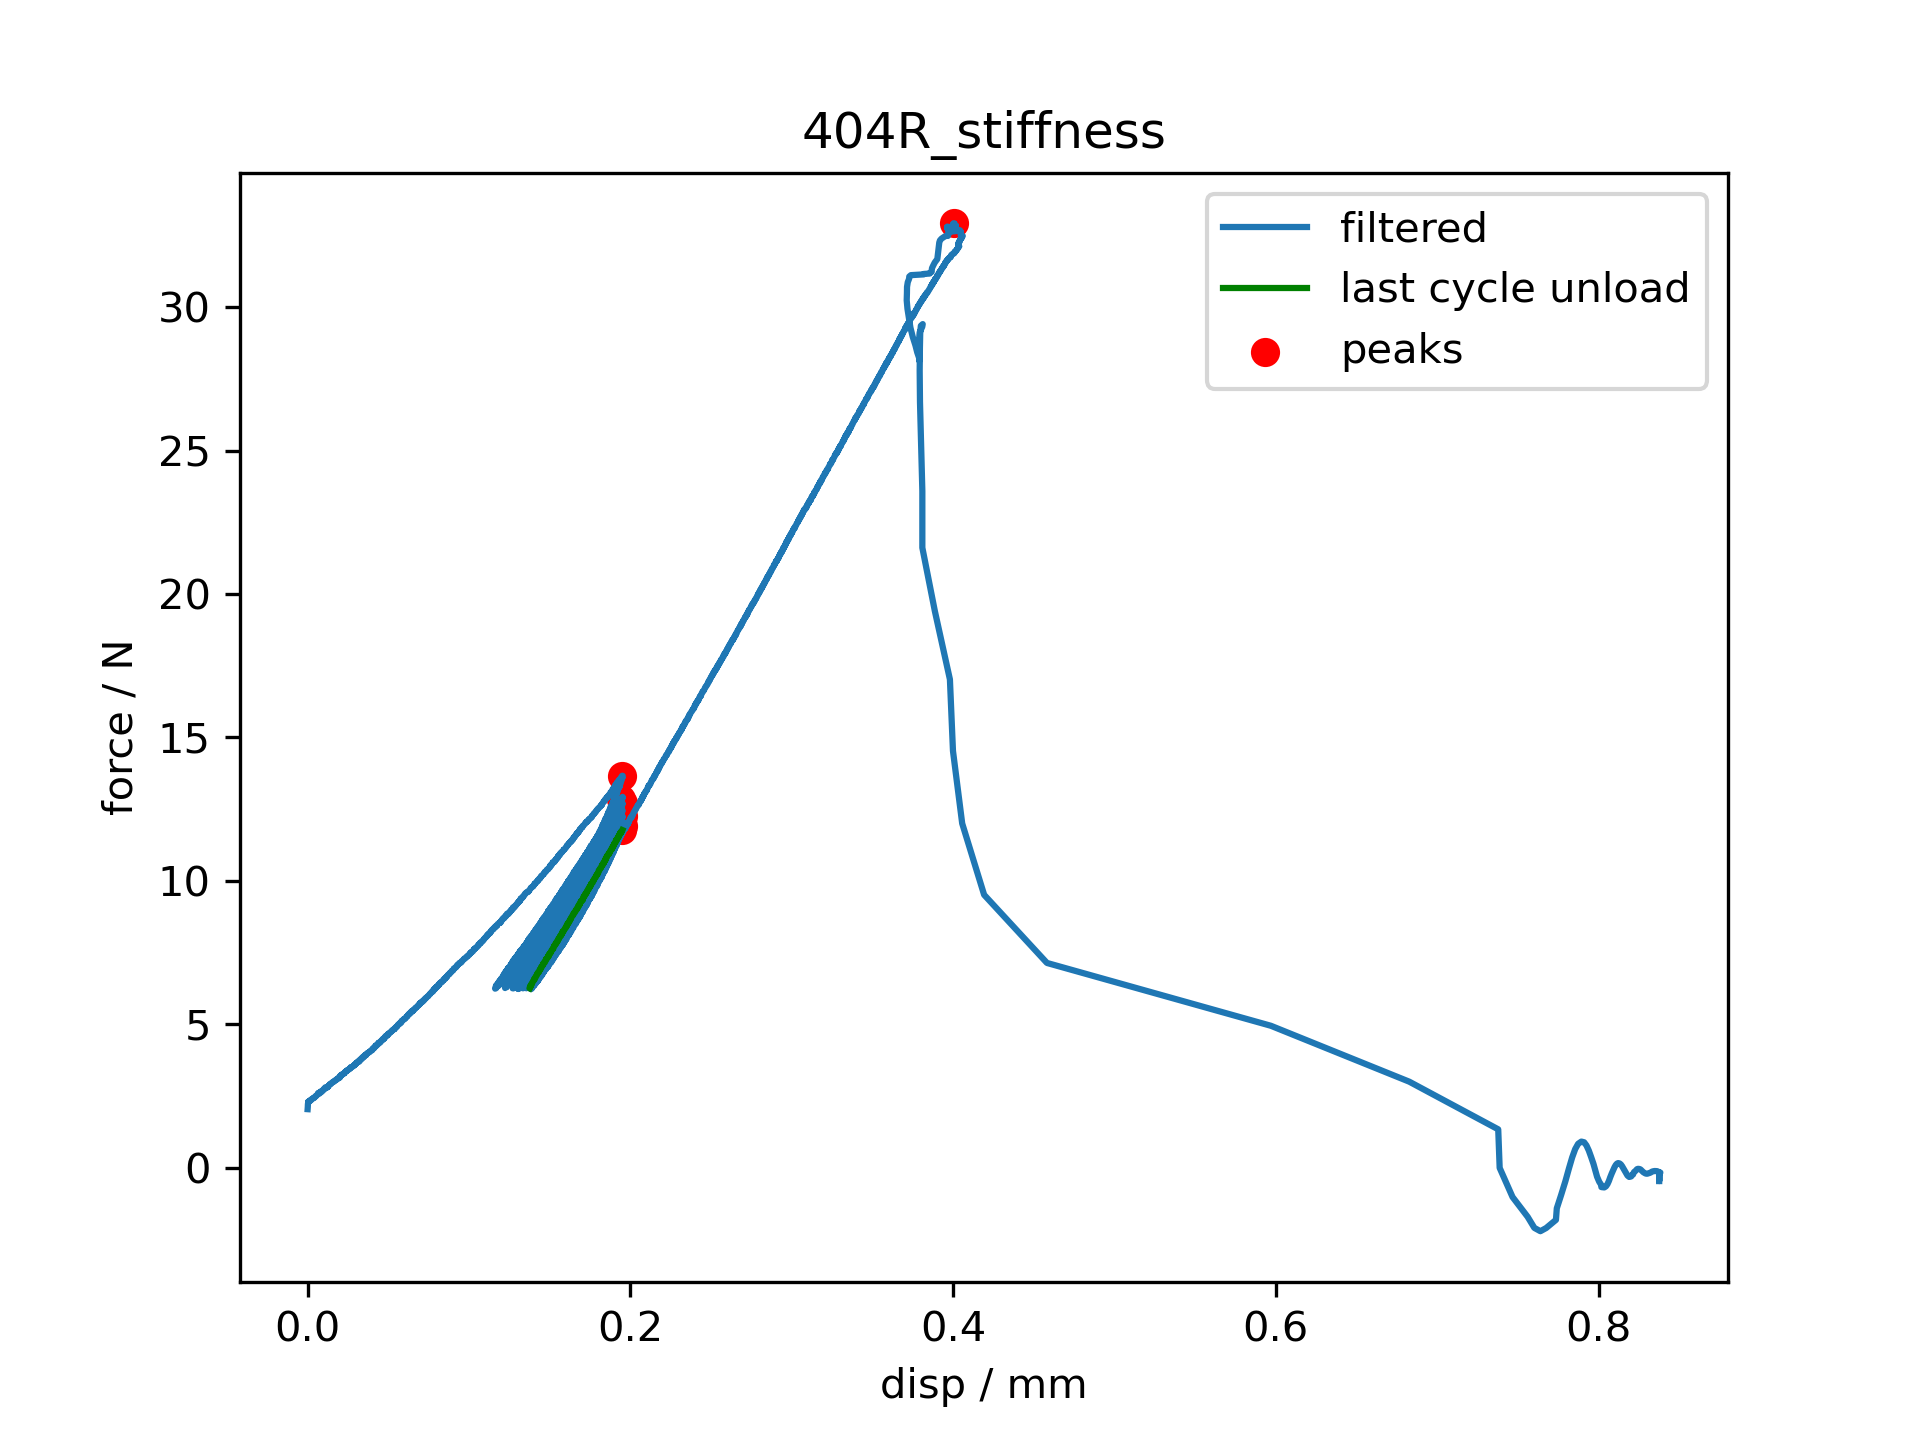 404R_stiffness
filtered
last cycle unload
peaks
30
25
20
15
10
5
0
force / N
0.0 0.2 0.4 0.6 0.8
disp / mm